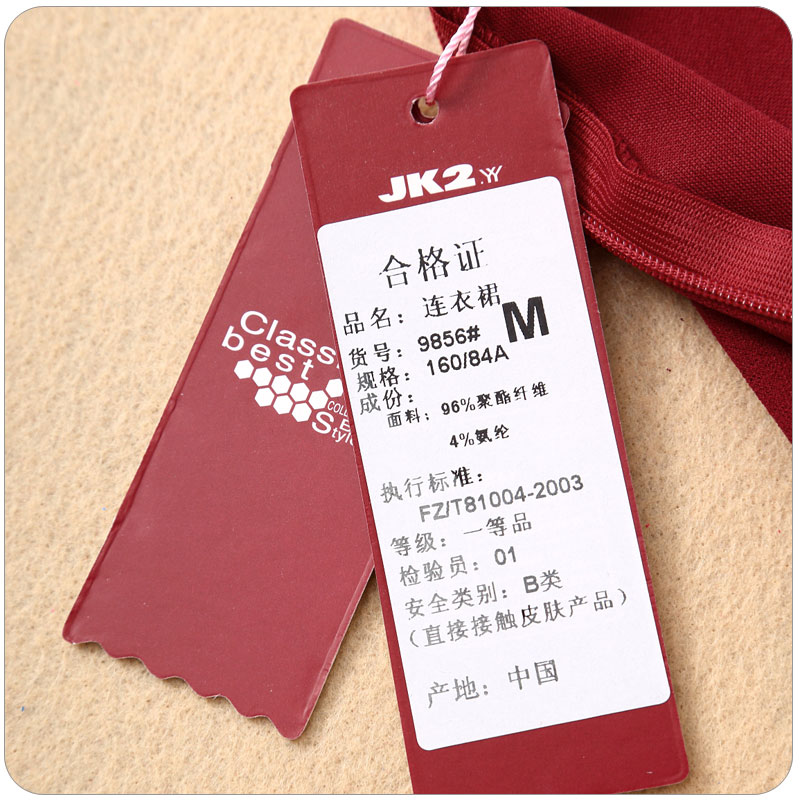 JK2
合格证
品名：连衣裙
货号：9856# M
规格：160/84A
成份：
面料：96%聚酯纤维
4%氨纶
执行标准：
FZ/T81004-2003
等级：一等品
检验员：01
安全类别：B类
（直接接触皮肤产品）
产地：中国
best